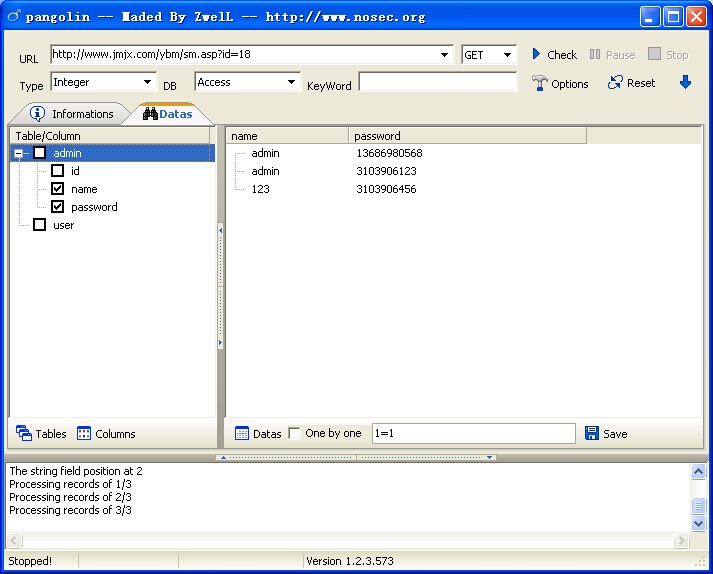 pangolin -- Maded By ZwelL -- http://www.nosec.org
URL http://www.jmjx.com/ybm/sm.asp?id=18 GET Check Pause Stop
Type Integer DB Access KeyWord Options Reset
Informations Datas
Table/Column name password
admin admin 13686980568
id admin 3103906123
name 123 3103906456
password
user
Tables Columns Datas One by one 1=1 Save
The string field position at 2
Processing records of 1/3
Processing records of 2/3
Processing records of 3/3
Stopped! Version 1.2.3.573